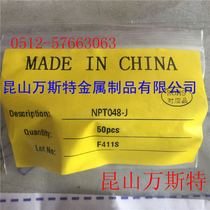 0512-57663063
MADE IN CHINA
昆山万斯特金属制品有限公司
Description: NPT048-J
Quantity: 50pcs
Lot No: F411S
昆山万斯特